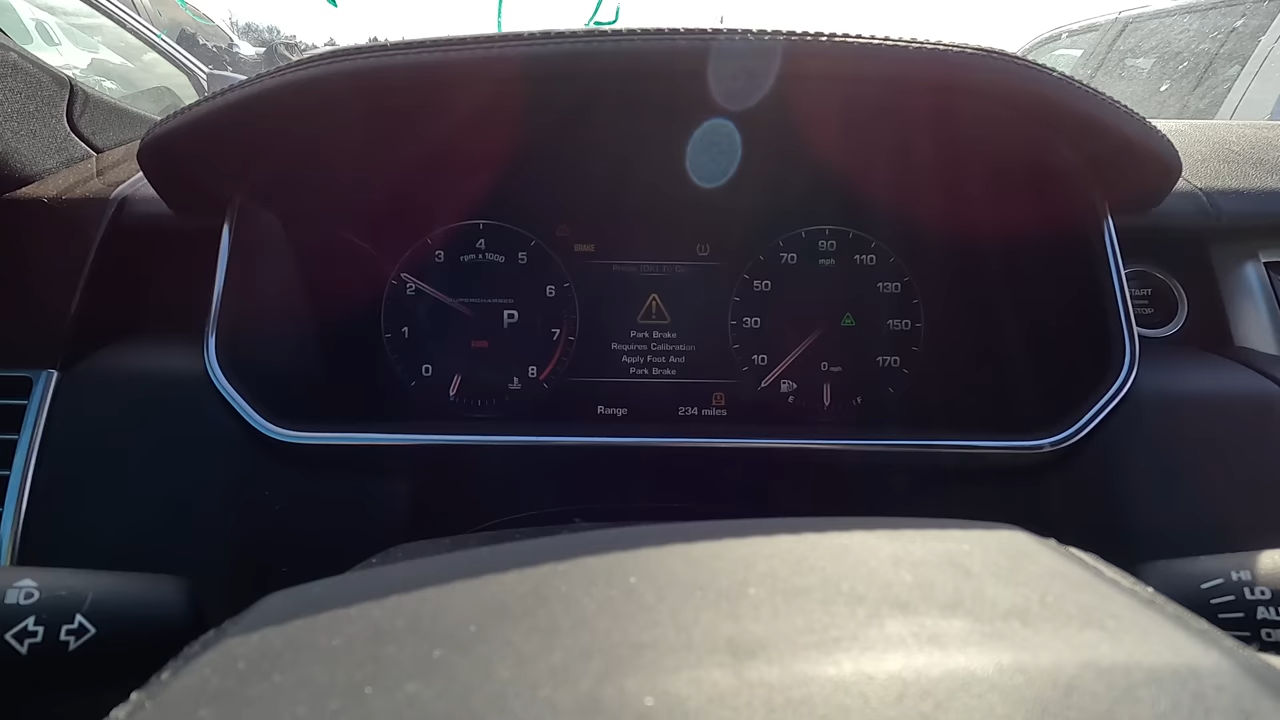 4
3
5
rpm x 1000
2
6
SUPERCHARGED
P
1
7
0
8
BRAKE
Park Brake
Requires Calibration
Apply Foot And
Park Brake
Range
234 miles
90
70
mph
110
50
130
30
150
10
170
0 mph
E
F
START
STOP
HI
LO